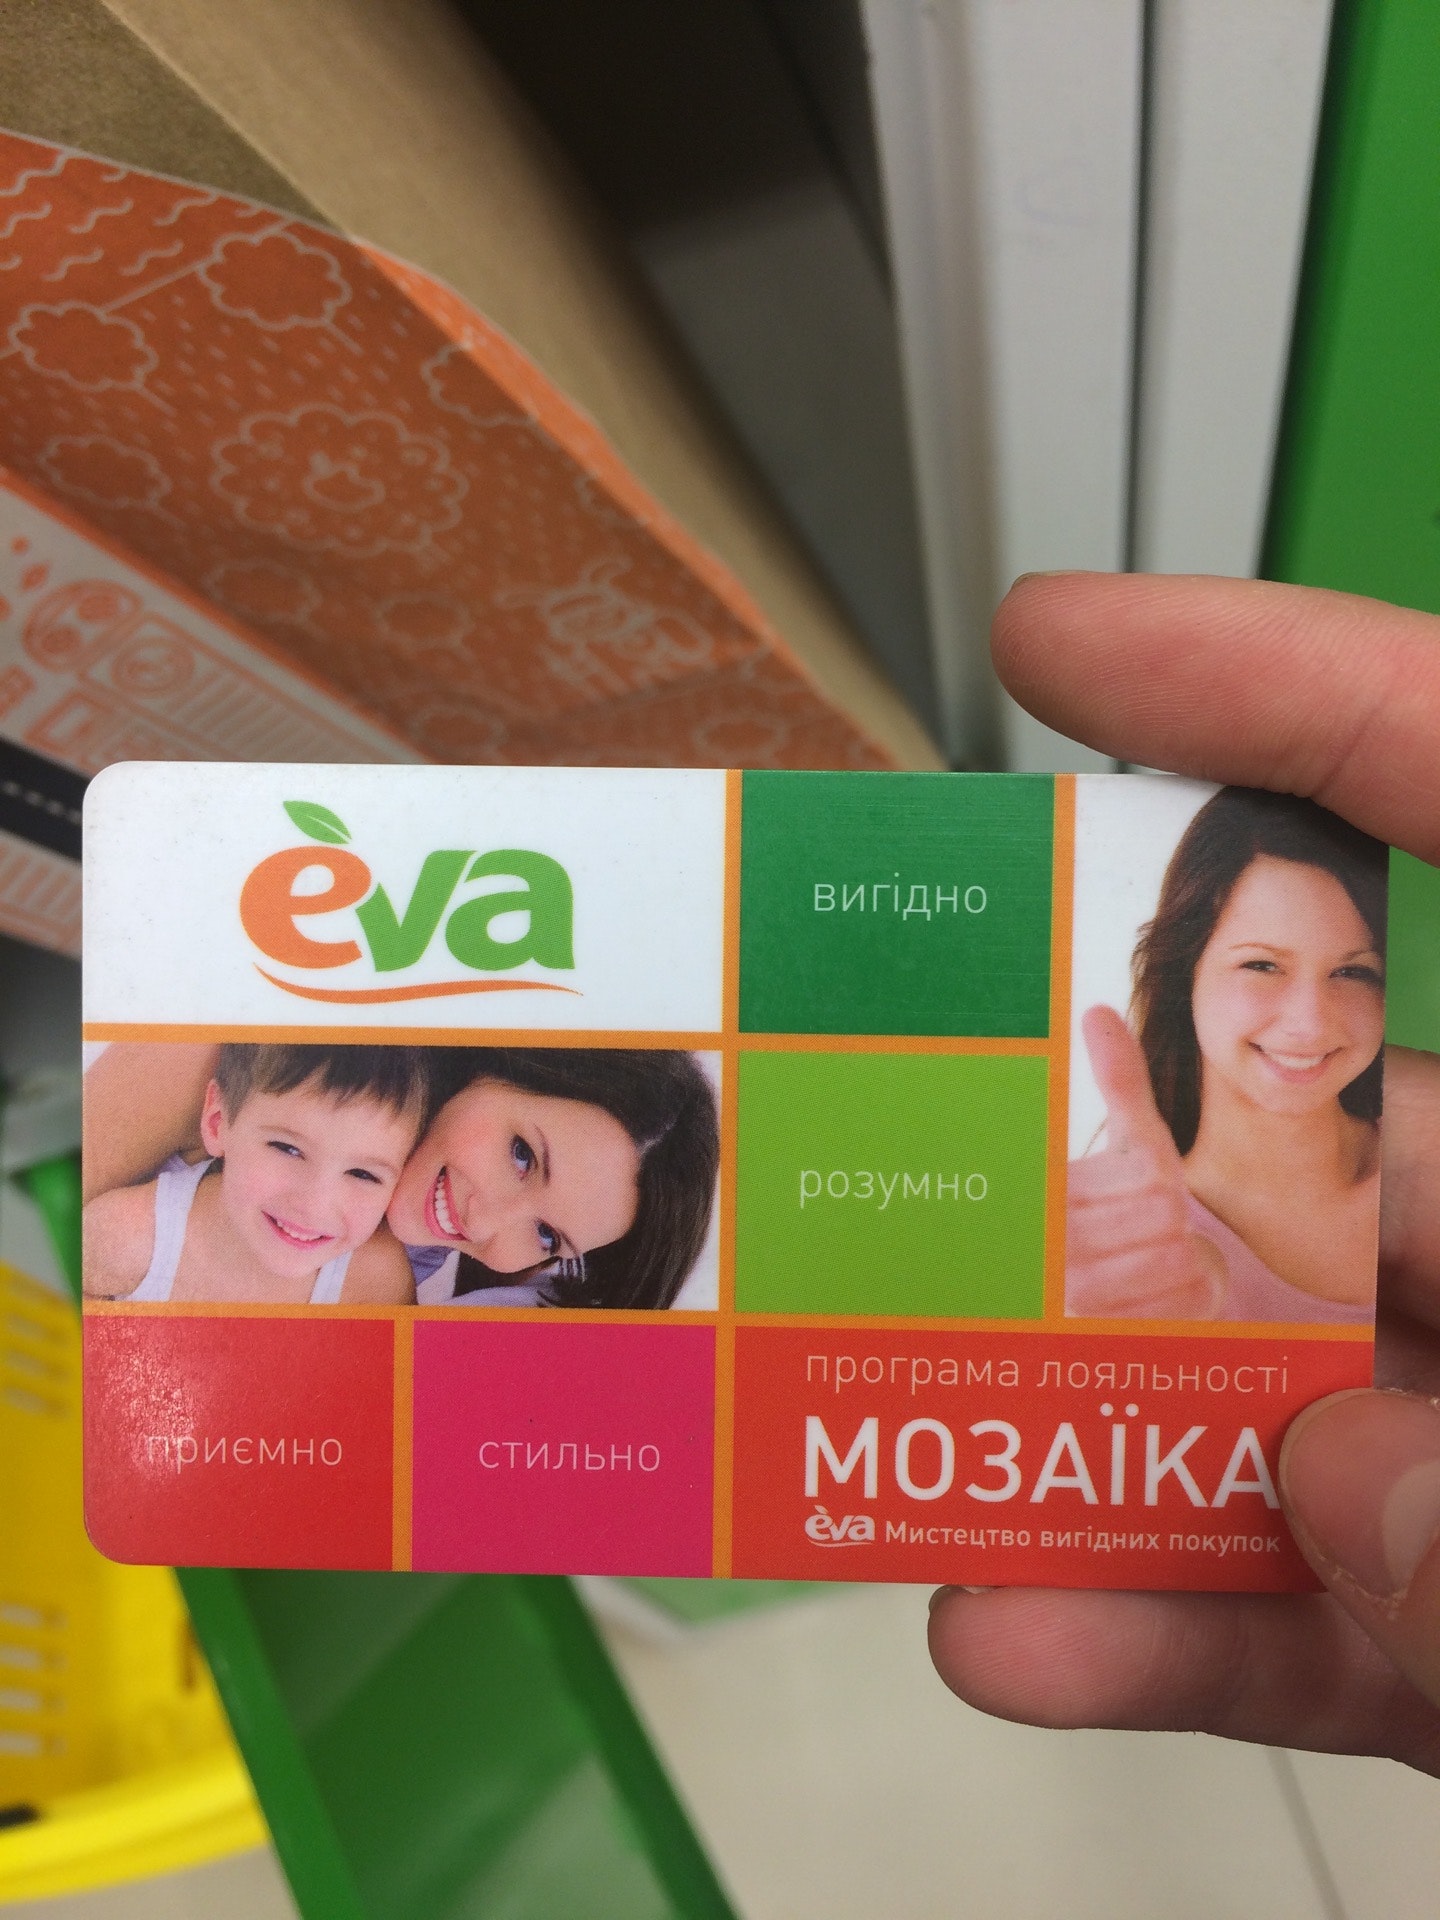 èva
вигідно
розумно
приємно
стильно
програма лояльності
МОЗАЇКА
èva Мистецтво вигідних покупок